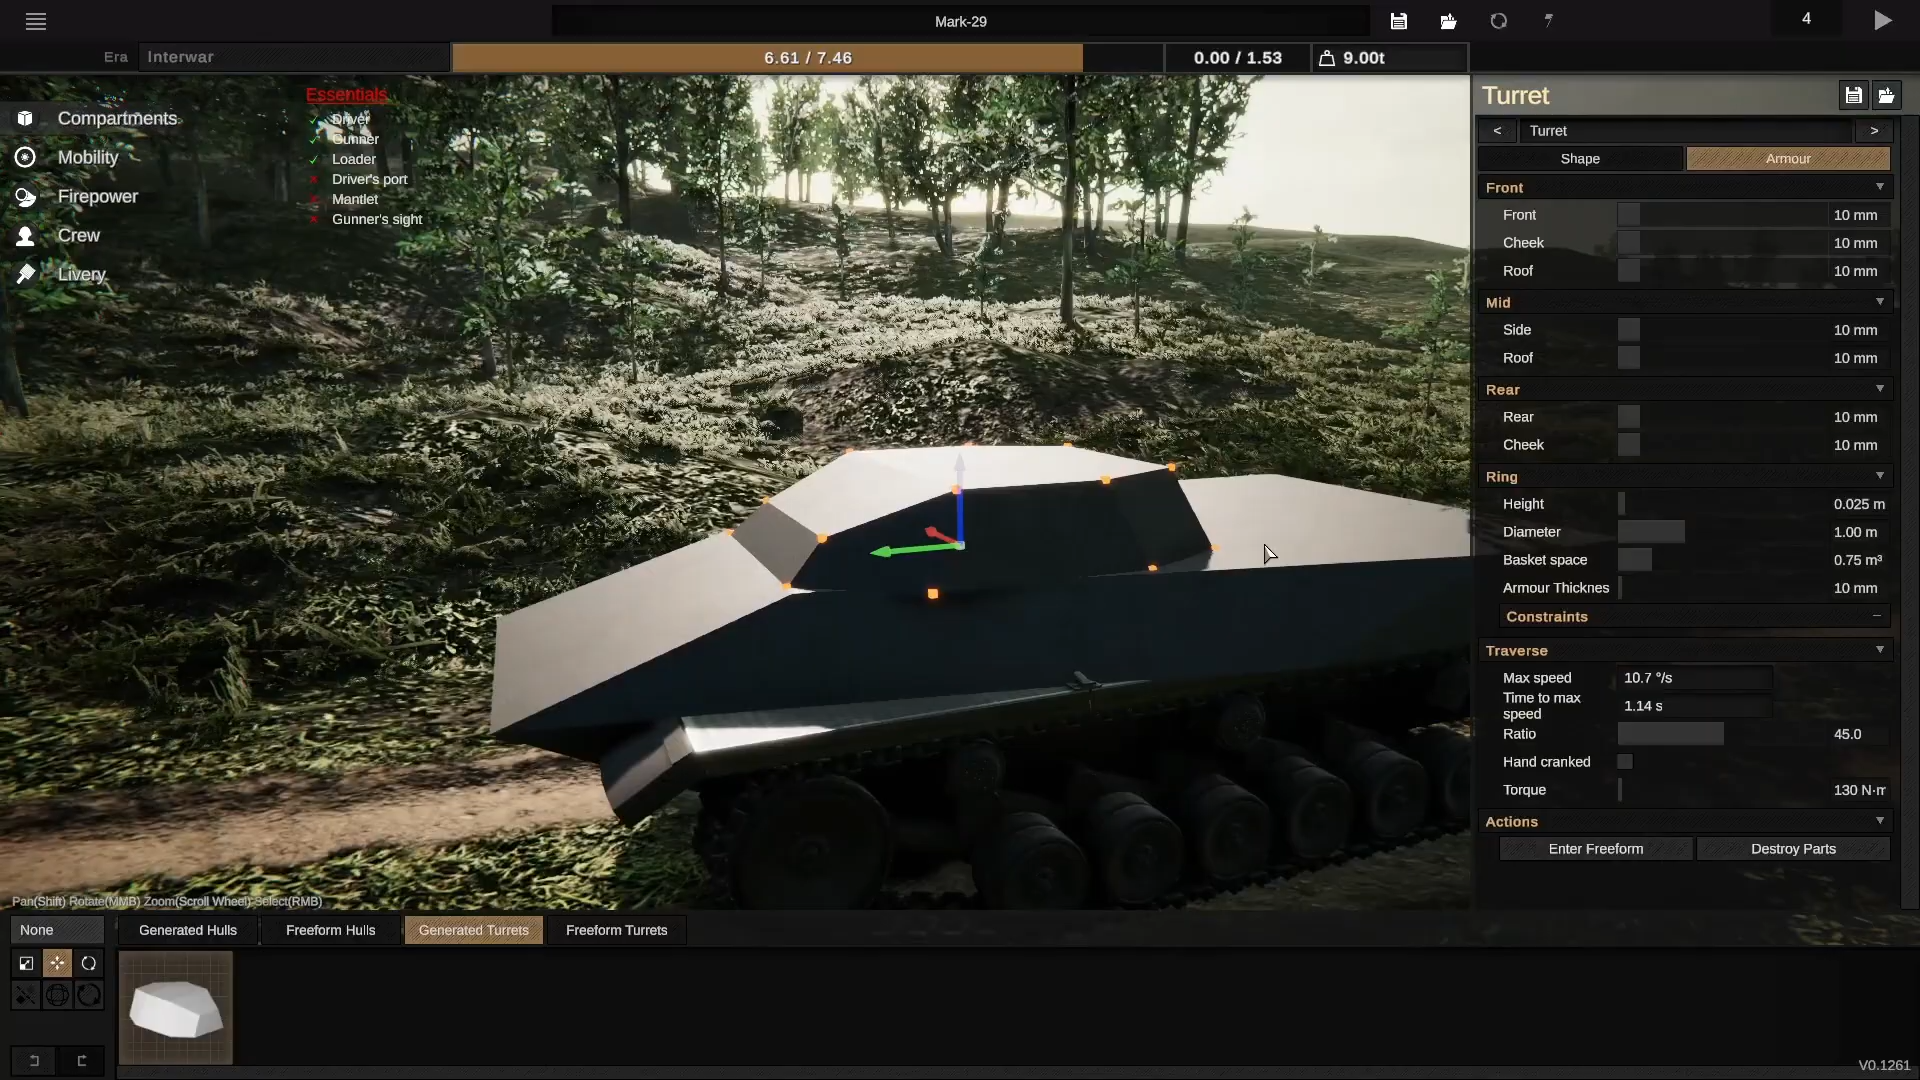 Mark-29
4
Era
Interwar
6.61 / 7.46
0.00 / 1.53
9.00t
Compartments
Mobility
Firepower
Crew
Livery
Essentials
Driver
Gunner
Loader
Driver's port
Mantlet
Gunner's sight
Turret
<
Turret
>
Shape
Armour
Front
Front
10 mm
Cheek
10 mm
Roof
10 mm
Mid
Side
10 mm
Roof
10 mm
Rear
Rear
10 mm
Cheek
10 mm
Ring
Height
0.025 m
Diameter
1.00 m
Basket space
0.75 m³
Armour Thicknes
10 mm
Constraints
Traverse
Max speed
10.7 °/s
Time to max
speed
1.14 s
Ratio
45.0
Hand cranked
Torque
130 N·m
Actions
Enter Freeform
Destroy Parts
Pan(Shift) Rotate(MMB) Zoom(Scroll Wheel) Select(RMB)
None
Generated Hulls
Freeform Hulls
Generated Turrets
Freeform Turrets
V0.1261